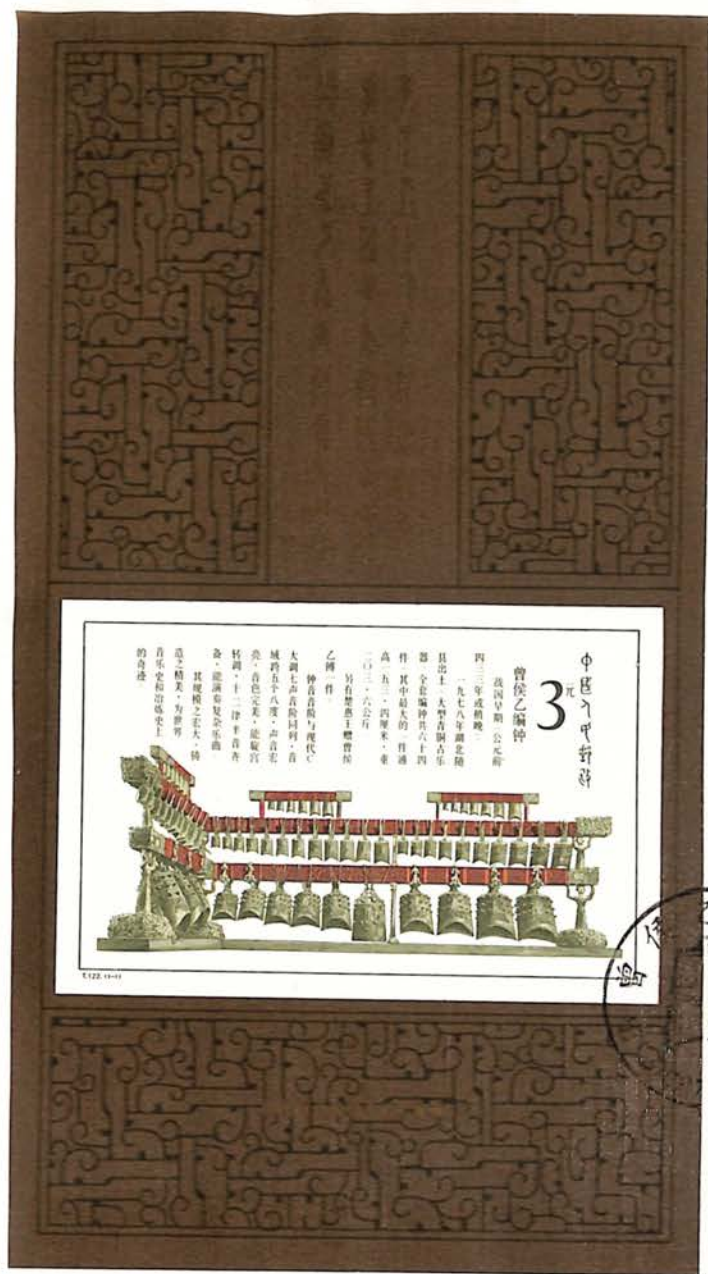 中国人民邮政
3元
曾侯乙编钟
战国早期(公元前
四三三年或稍晚)
一九七八年湖北随
县出土·大型青铜古乐
器·全套编钟共六十四
件·其中最大的一件通
高一五三·四厘米·重
二〇三·六公斤
另有楚惠王赠曾侯
乙镈一件
钟音音阶与现代C
大调七声音阶同列·音
域跨五个八度·声音宏
亮·音色完美·能旋宫
转调·十二律半音齐
备·能演奏复杂乐曲
其规模之宏大·铸
造之精美·为世界
音乐史和冶炼史上
的奇迹
T.122.(1-1)